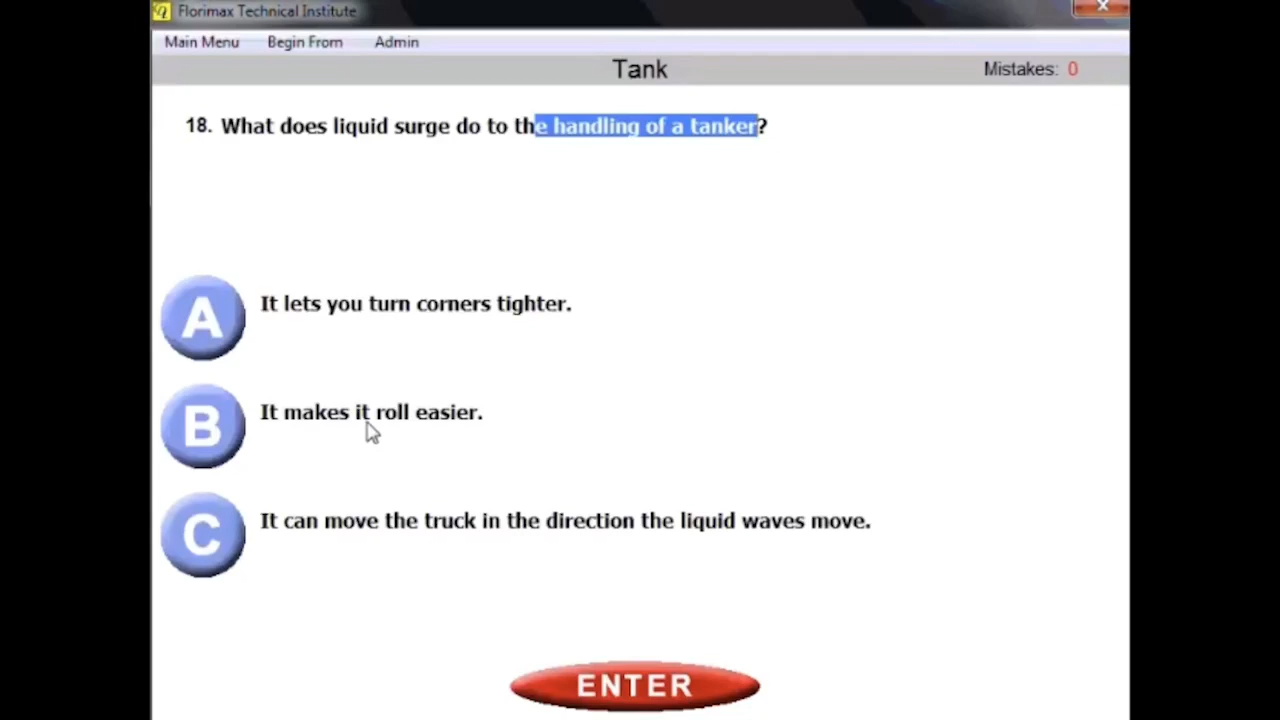 Florimax Technical Institute
Main Menu Begin From Admin
Tank Mistakes: 0
18. What does liquid surge do to the handling of a tanker?
A It lets you turn corners tighter.
B It makes it roll easier.
C It can move the truck in the direction the liquid waves move.
ENTER